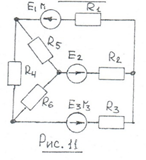 E₁ r₁ R₁
R₅
E₂ R₂
R₄
R₆
E₃ r₃ R₃
Рис. 11